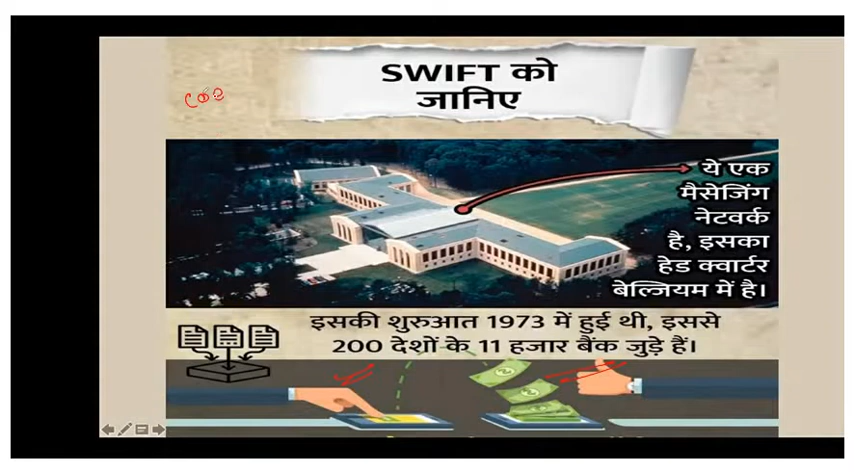 SWIFT को
जानिए
ये एक
मैसेजिंग
नेटवर्क
है, इसका
हेड क्वार्टर
बेल्जियम में है।
इसकी शुरुआत 1973 में हुई थी, इससे
200 देशों के 11 हजार बैंक जुड़े हैं।